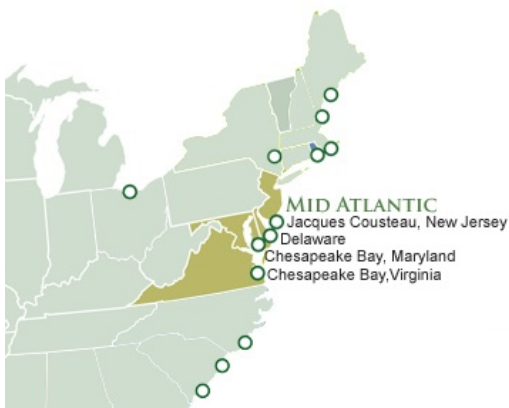 MID ATLANTIC
Jacques Cousteau, New Jersey
Delaware
Chesapeake Bay, Maryland
Chesapeake Bay,Virginia